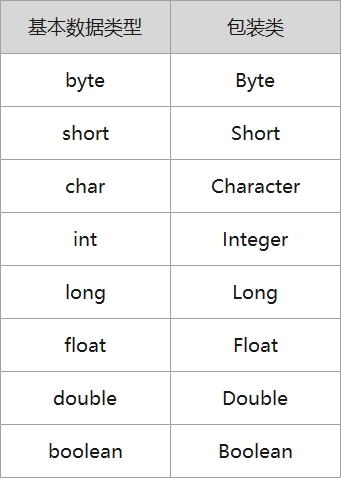 基本数据类型 包装类
byte Byte
short Short
char Character
int Integer
long Long
float Float
double Double
boolean Boolean